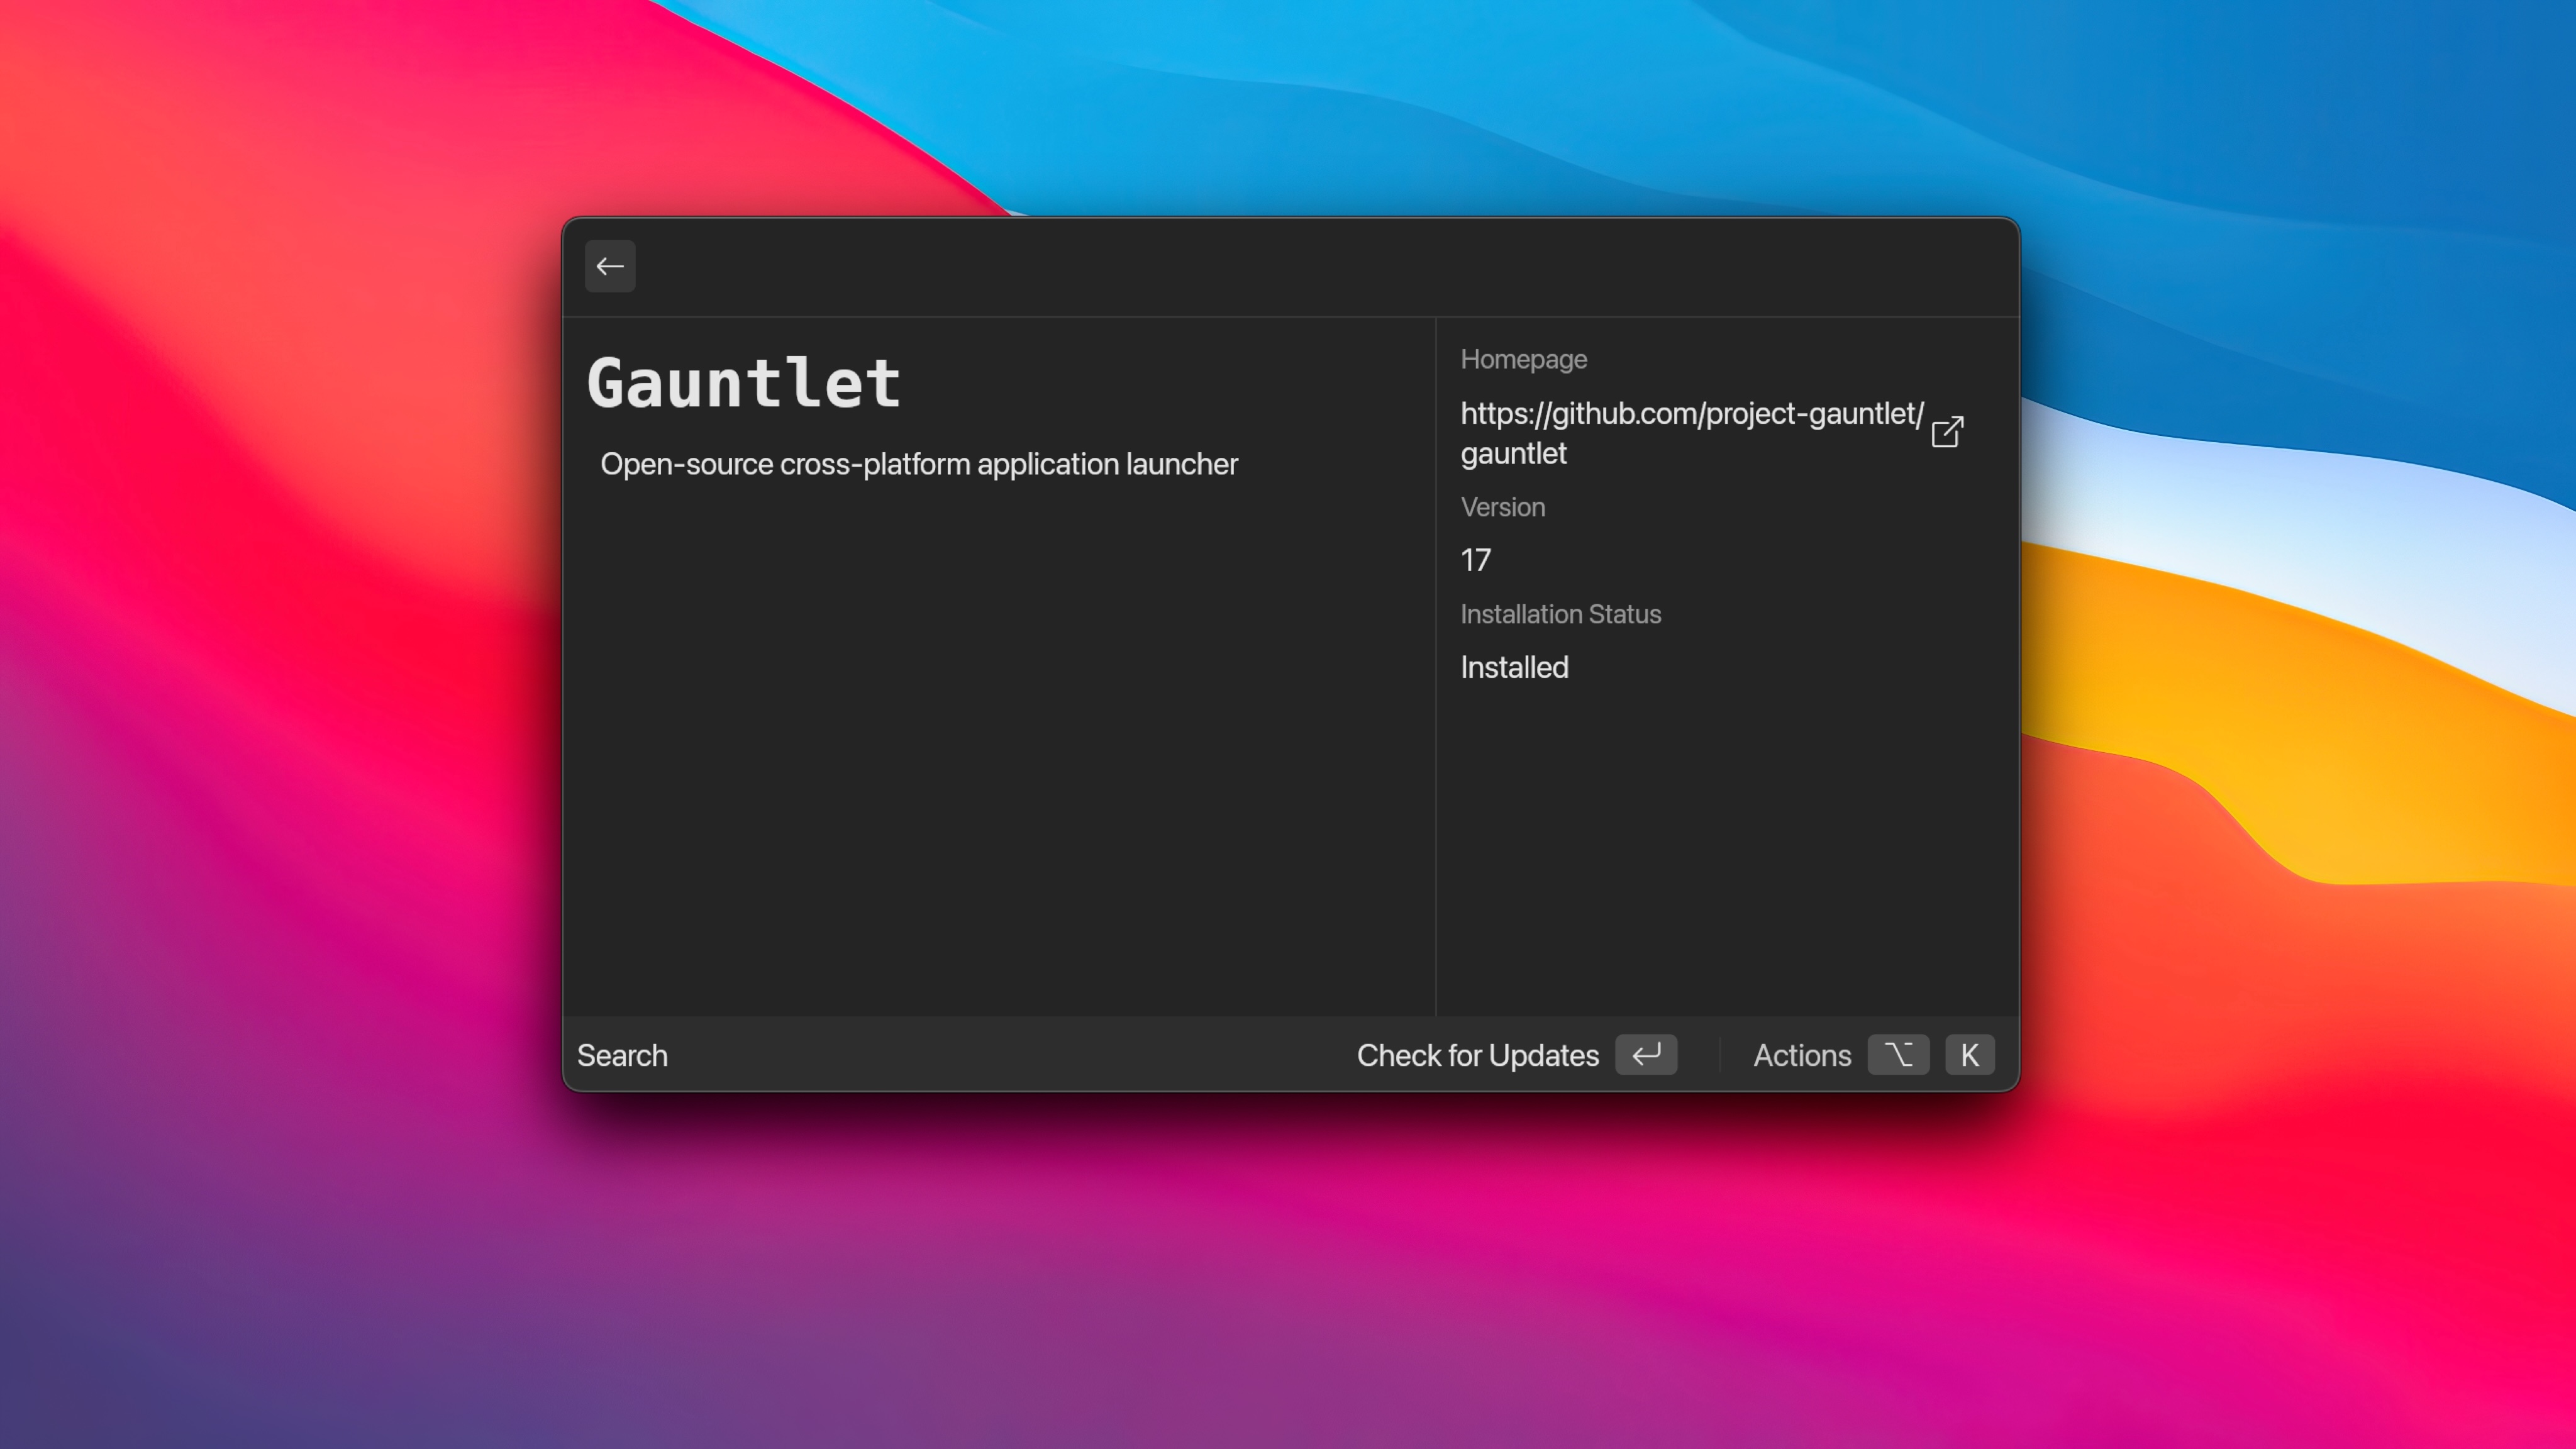 Gauntlet
Open-source cross-platform application launcher
Homepage
https://github.com/project-gauntlet/
gauntlet
Version
17
Installation Status
Installed
Search
Check for Updates
Actions
K